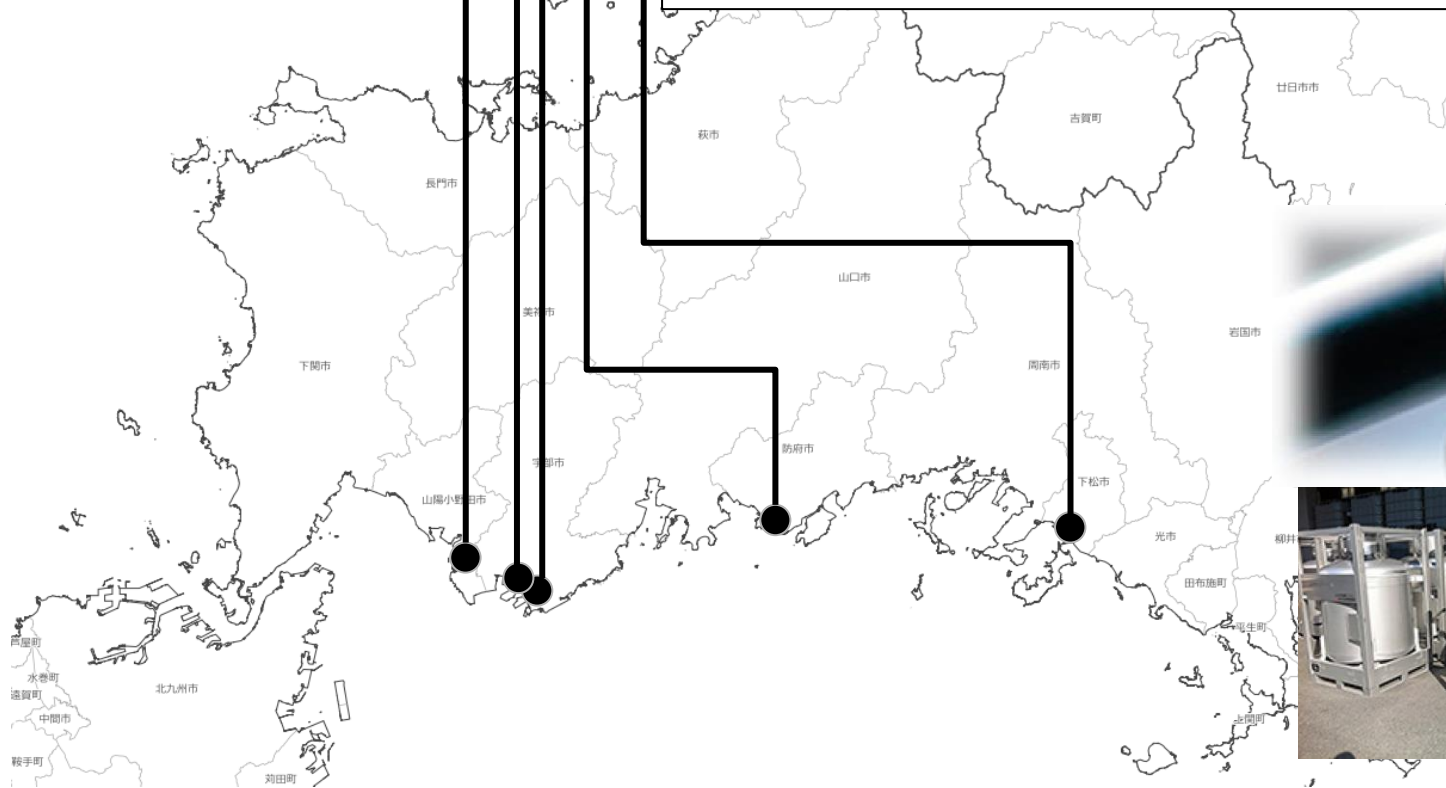 廿日市市
吉賀町
萩市
長門市
山口市
美祢市
岩国市
下関市
周南市
防府市
宇部市
下松市
山陽小野田市
光市
柳井
田布施町
平生町
芦屋町
水巻町
北九州市
遠賀町
中間市
上関町
鞍手町
苅田町